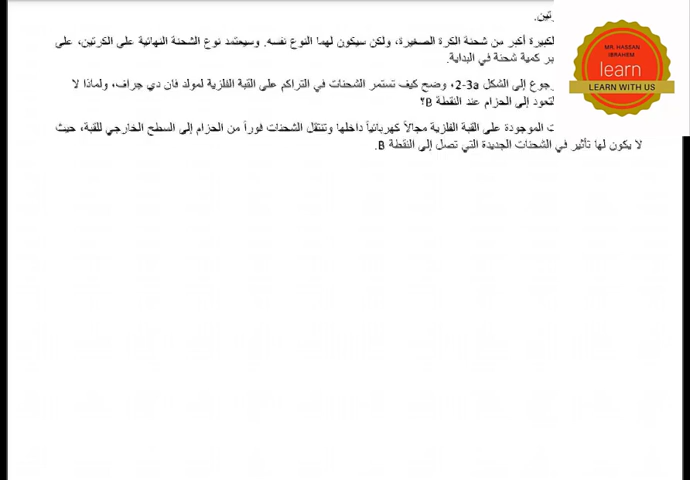 رتين.
لكبيرة أكبر من شحنة الكرة الصغيرة، ولكن سيكون لهما النوع نفسه. وسيعتمد نوع الشحنة النهائية على الكرتين، على
بر كمية شحنة في البداية.
رجوع إلى الشكل 2-3a، وضح كيف تستمر الشحنات في التراكم على القبة الفلزية لمولد فان دي جراف، ولماذا لا
لتعود إلى الحزام عند النقطة B؟
ت الموجودة على القبة الفلزية مجالاً كهربائياً داخلها وتنتقل الشحنات فوراً من الحزام إلى السطح الخارجي للقبة، حيث
لا يكون لها تأثير في الشحنات الجديدة التي تصل إلى النقطة B.
MR. HASSAN
IBRAHEM
learn
LEARN WITH US